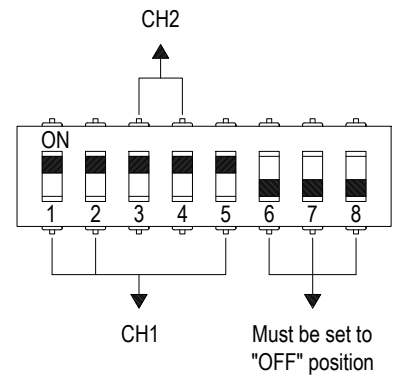 CH2
ON
1 2 3 4 5 6 7 8
CH1
Must be set to
"OFF" position